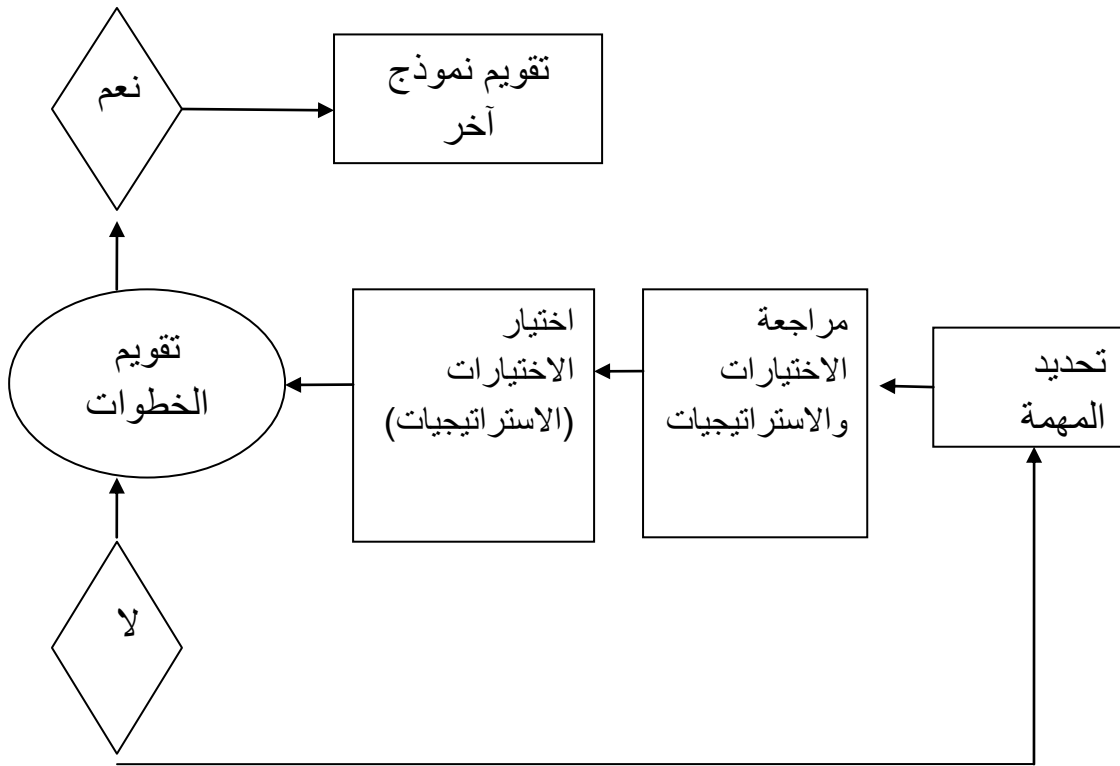 نعم
تقويم نموذج
آخر
تحديد
المهمة
مراجعة
الاختيارات
والاستراتيجيات
اختيار
الاختيارات
(الاستراتيجيات)
تقويم
الخطوات
لا